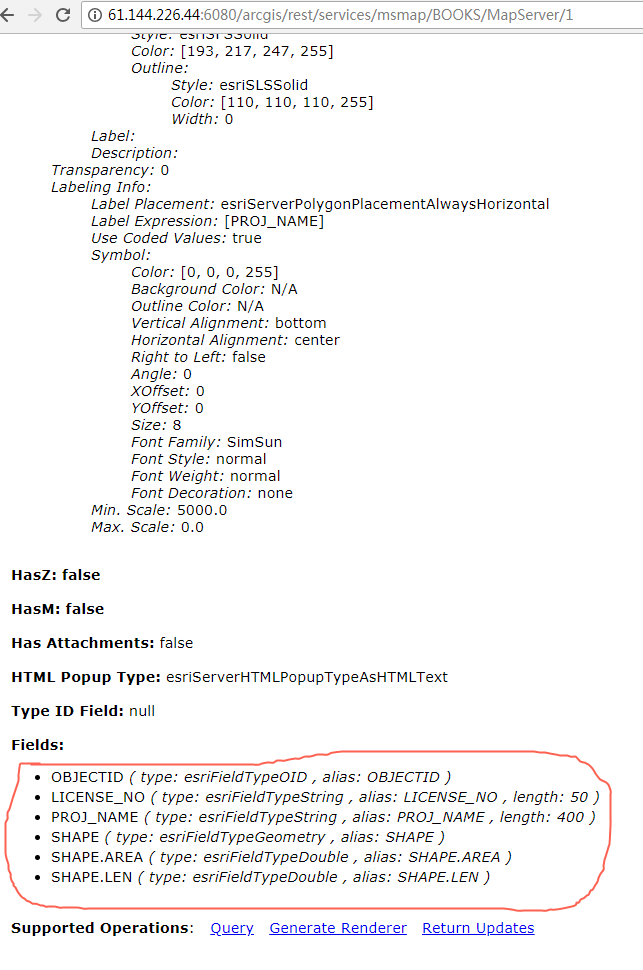 61.144.226.44:6080/arcgis/rest/services/msmap/BOOKS/MapServer/1
Style: esriSLSSolid
Color: [193, 217, 247, 255]
Outline:
Style: esriSLSSolid
Color: [110, 110, 110, 255]
Width: 0
Label:
Description:
Transparency: 0
Labeling Info:
Label Placement: esriServerPolygonPlacementAlwaysHorizontal
Label Expression: [PROJ_NAME]
Use Coded Values: true
Symbol:
Color: [0, 0, 0, 255]
Background Color: N/A
Outline Color: N/A
Vertical Alignment: bottom
Horizontal Alignment: center
Right to Left: false
Angle: 0
XOffset: 0
YOffset: 0
Size: 8
Font Family: SimSun
Font Style: normal
Font Weight: normal
Font Decoration: none
Min. Scale: 5000.0
Max. Scale: 0.0
HasZ: false
HasM: false
Has Attachments: false
HTML Popup Type: esriServerHTMLPopupTypeAsHTMLText
Type ID Field: null
Fields:
• OBJECTID ( type: esriFieldTypeOID , alias: OBJECTID )
• LICENSE_NO ( type: esriFieldTypeString , alias: LICENSE_NO , length: 50 )
• PROJ_NAME ( type: esriFieldTypeString , alias: PROJ_NAME , length: 400 )
• SHAPE ( type: esriFieldTypeGeometry , alias: SHAPE )
• SHAPE.AREA ( type: esriFieldTypeDouble , alias: SHAPE.AREA )
• SHAPE.LEN ( type: esriFieldTypeDouble , alias: SHAPE.LEN )
Supported Operations: Query Generate Renderer Return Updates